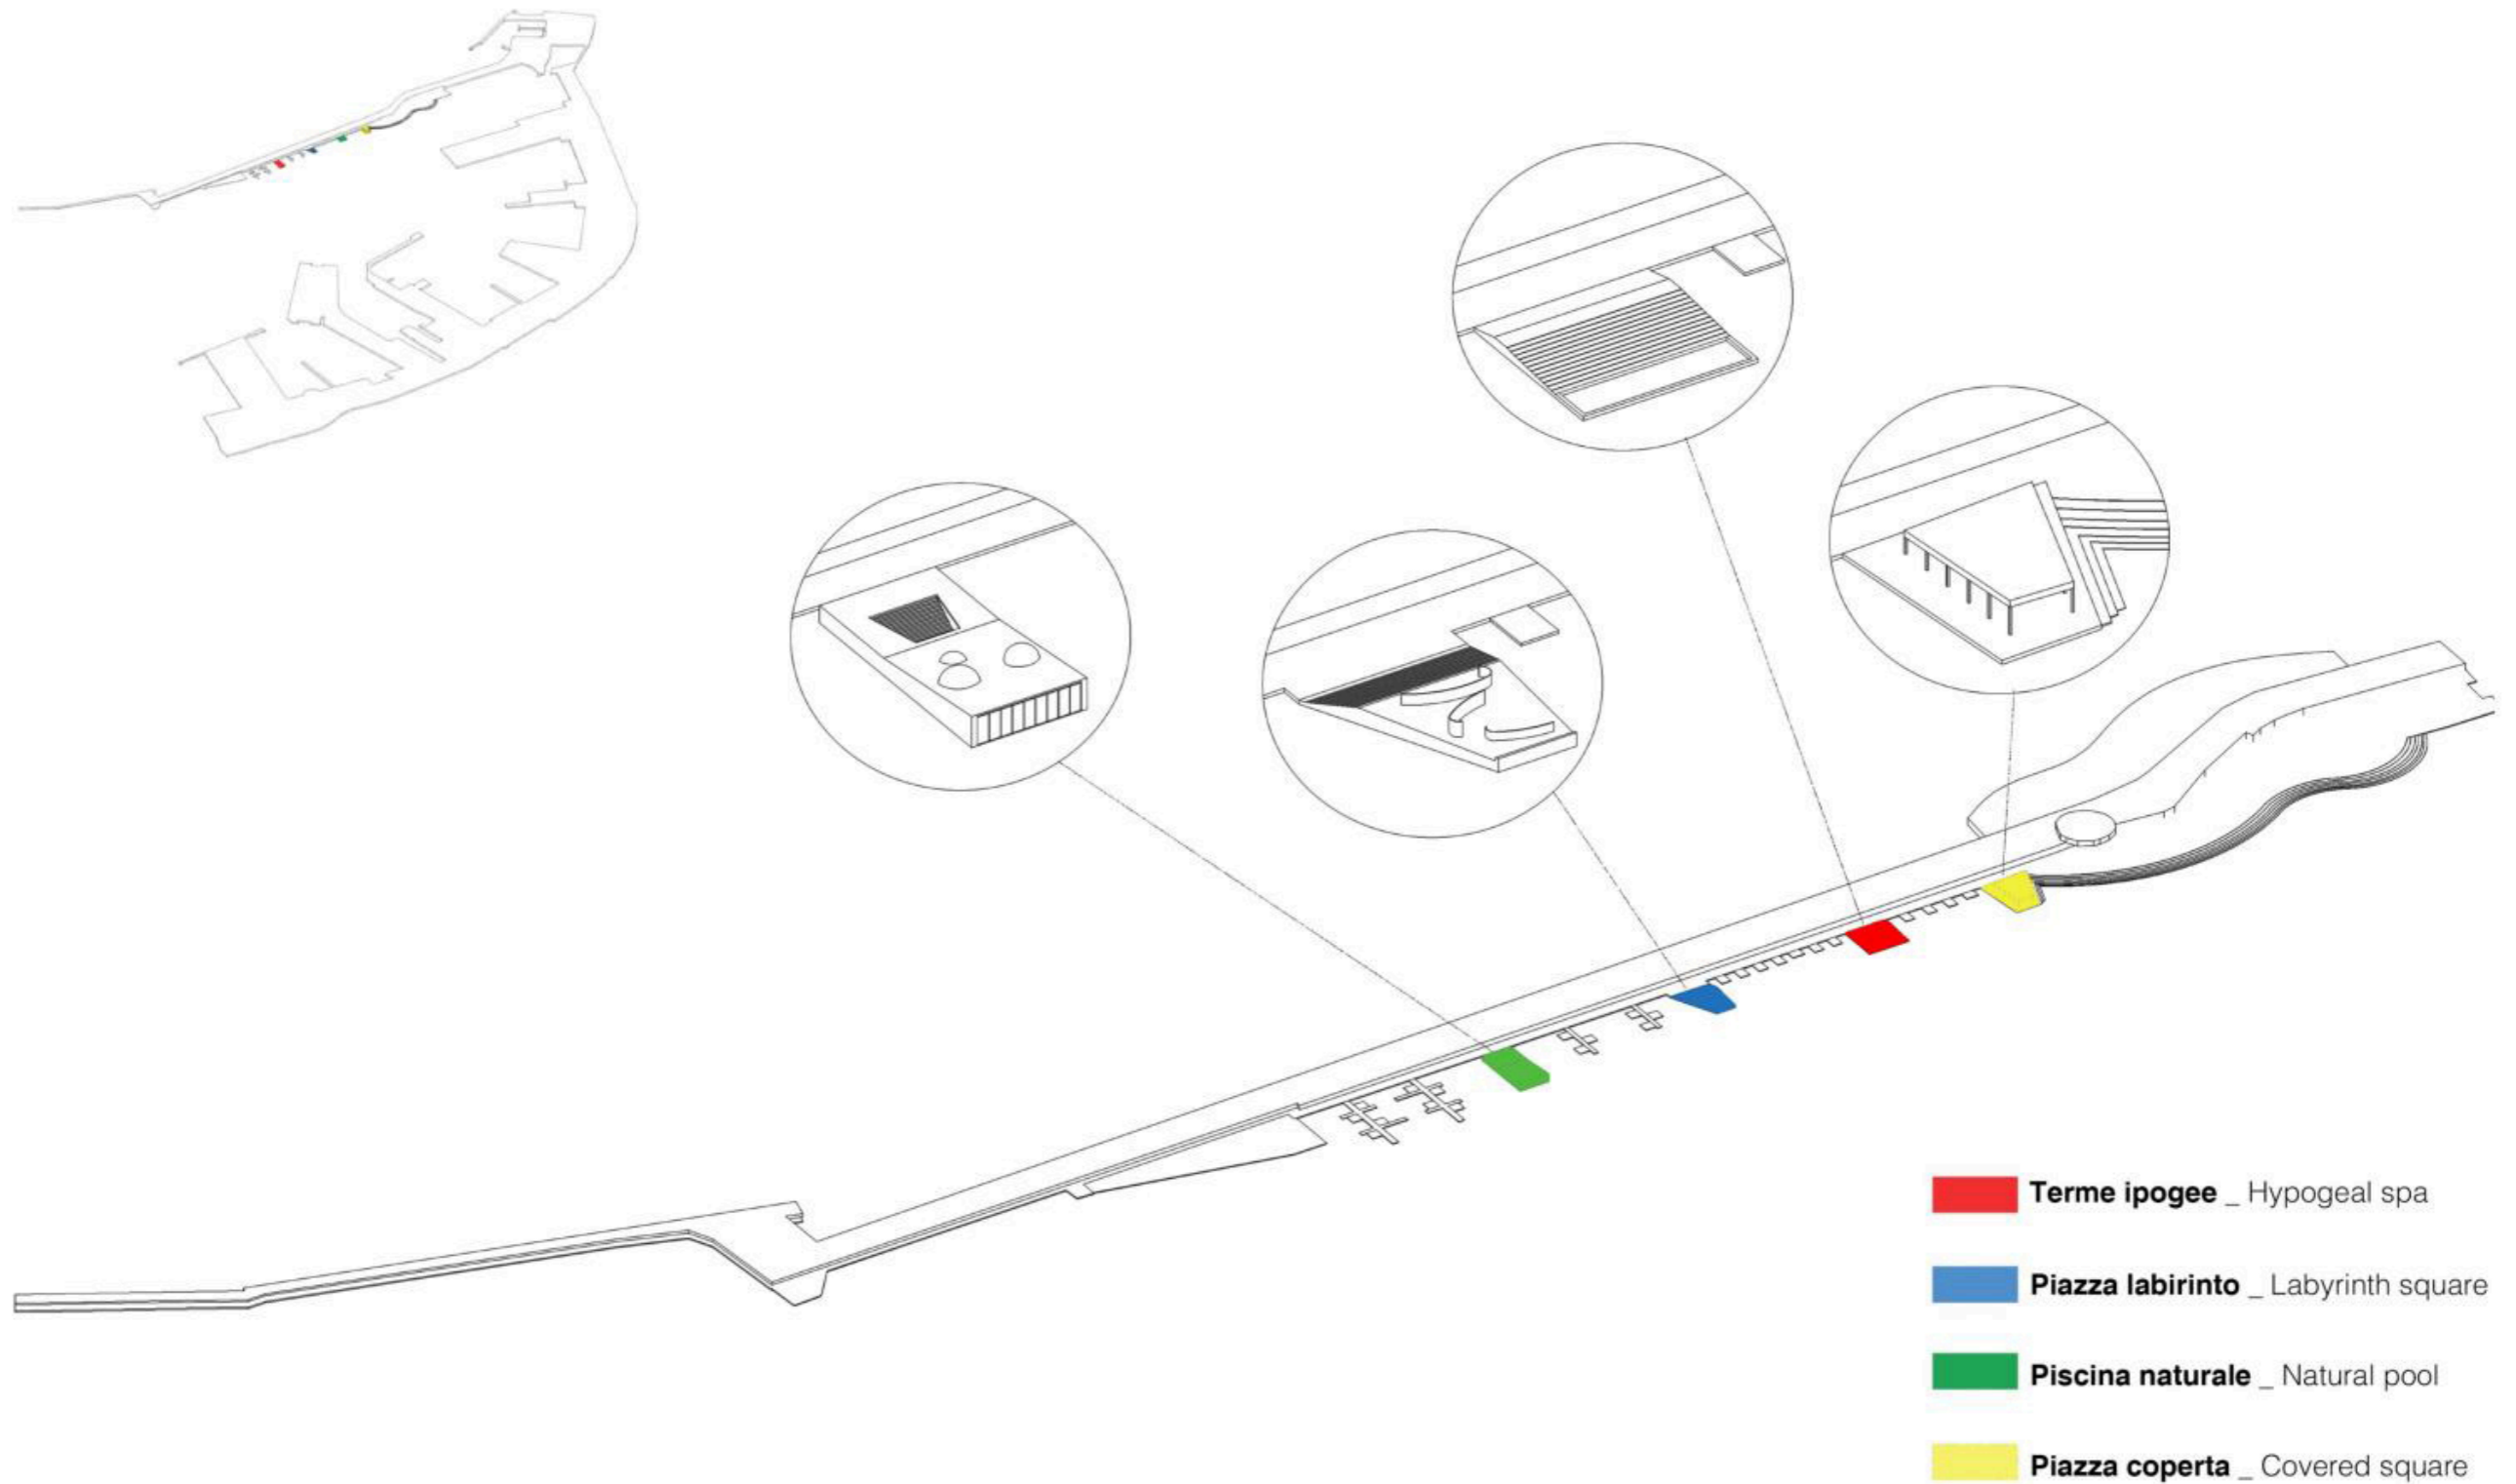 Terme ipogee _ Hypogeal spa
Piazza labirinto _ Labyrinth square
Piscina naturale _ Natural pool
Piazza coperta _ Covered square